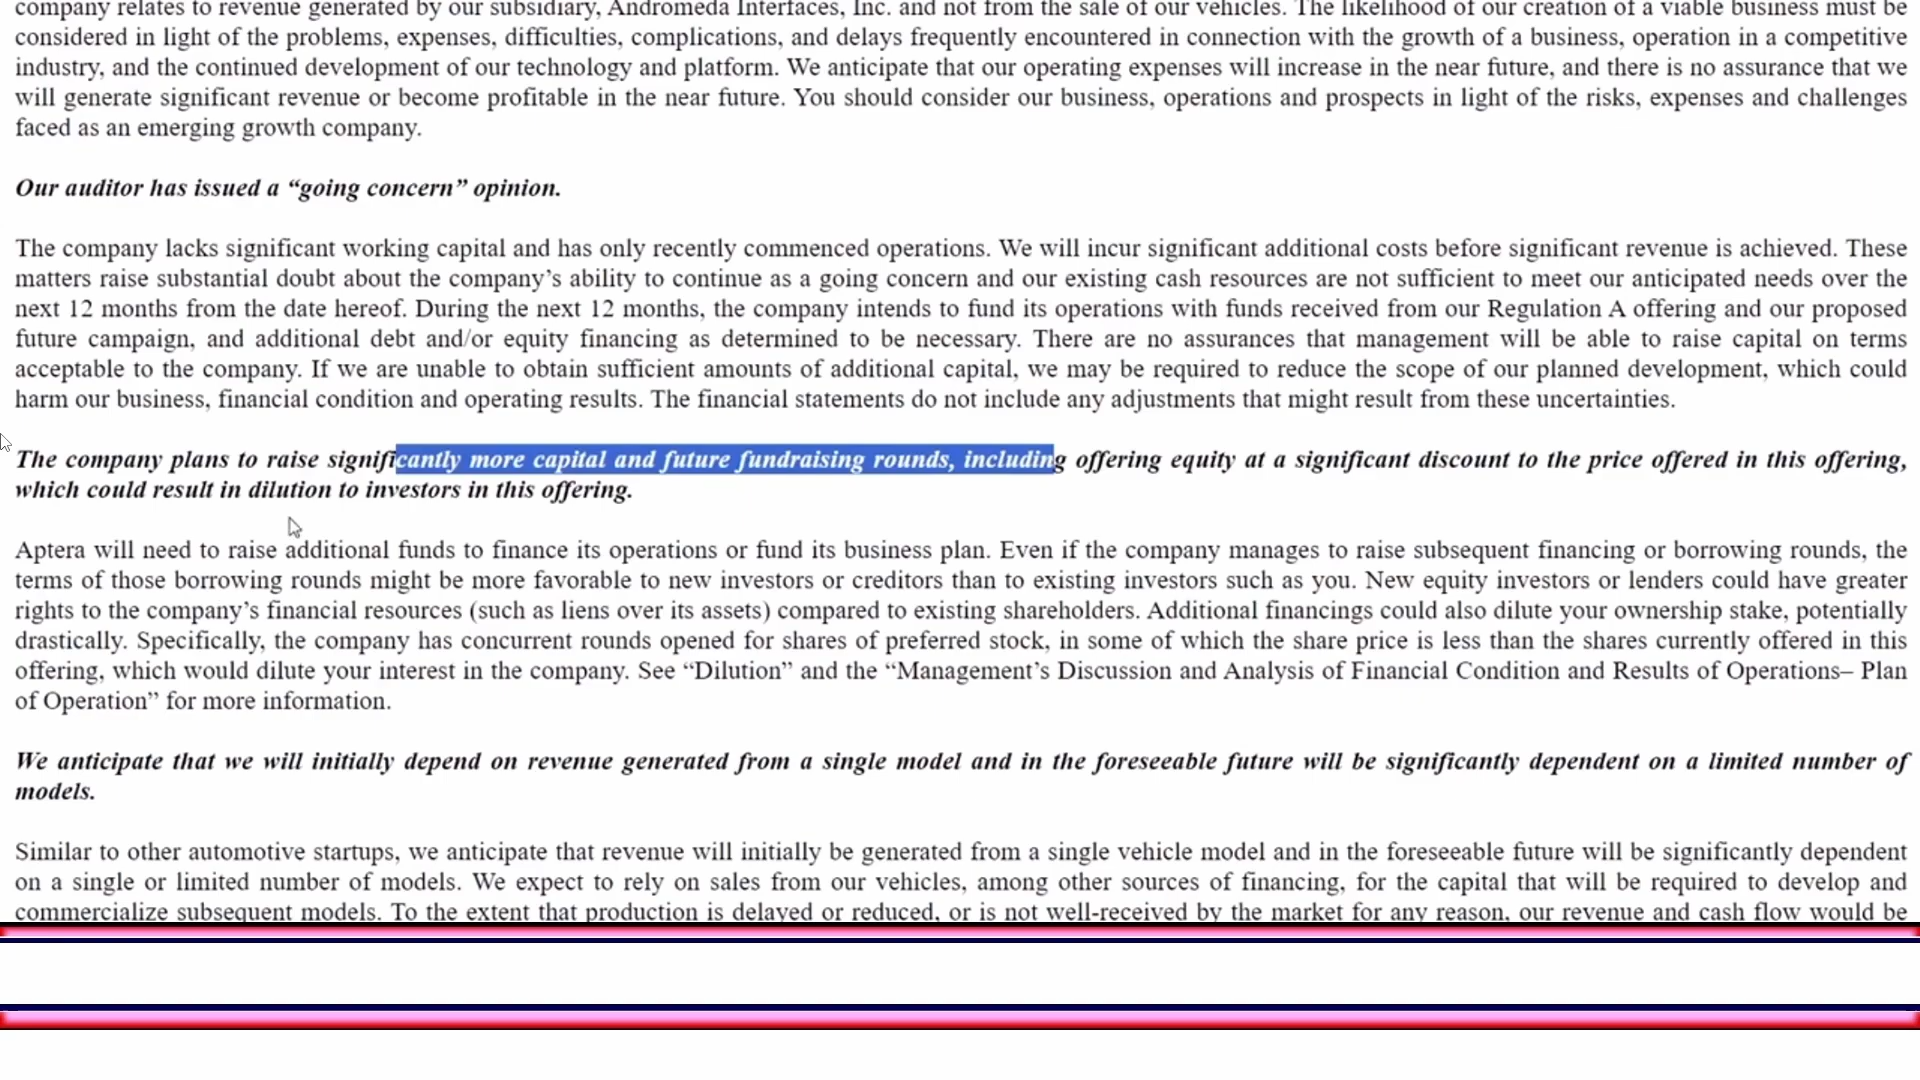 company relates to revenue generated by our subsidiary, Andromeda Interfaces, Inc. and not from the sale of our vehicles. The likelihood of our creation of a viable business must be
considered in light of the problems, expenses, difficulties, complications, and delays frequently encountered in connection with the growth of a business, operation in a competitive
industry, and the continued development of our technology and platform. We anticipate that our operating expenses will increase in the near future, and there is no assurance that we
will generate significant revenue or become profitable in the near future. You should consider our business, operations and prospects in light of the risks, expenses and challenges
faced as an emerging growth company.
Our auditor has issued a “going concern” opinion.
The company lacks significant working capital and has only recently commenced operations. We will incur significant additional costs before significant revenue is achieved. These
matters raise substantial doubt about the company’s ability to continue as a going concern and our existing cash resources are not sufficient to meet our anticipated needs over the
next 12 months from the date hereof. During the next 12 months, the company intends to fund its operations with funds received from our Regulation A offering and our proposed
future campaign, and additional debt and/or equity financing as determined to be necessary. There are no assurances that management will be able to raise capital on terms
acceptable to the company. If we are unable to obtain sufficient amounts of additional capital, we may be required to reduce the scope of our planned development, which could
harm our business, financial condition and operating results. The financial statements do not include any adjustments that might result from these uncertainties.
The company plans to raise significantly more capital and future fundraising rounds, including offering equity at a significant discount to the price offered in this offering,
which could result in dilution to investors in this offering.
Aptera will need to raise additional funds to finance its operations or fund its business plan. Even if the company manages to raise subsequent financing or borrowing rounds, the
terms of those borrowing rounds might be more favorable to new investors or creditors than to existing investors such as you. New equity investors or lenders could have greater
rights to the company’s financial resources (such as liens over its assets) compared to existing shareholders. Additional financings could also dilute your ownership stake, potentially
drastically. Specifically, the company has concurrent rounds opened for shares of preferred stock, in some of which the share price is less than the shares currently offered in this
offering, which would dilute your interest in the company. See “Dilution” and the “Management’s Discussion and Analysis of Financial Condition and Results of Operations– Plan
of Operation” for more information.
We anticipate that we will initially depend on revenue generated from a single model and in the foreseeable future will be significantly dependent on a limited number of
models.
Similar to other automotive startups, we anticipate that revenue will initially be generated from a single vehicle model and in the foreseeable future will be significantly dependent
on a single or limited number of models. We expect to rely on sales from our vehicles, among other sources of financing, for the capital that will be required to develop and
commercialize subsequent models. To the extent that production is delayed or reduced, or is not well-received by the market for any reason, our revenue and cash flow would be